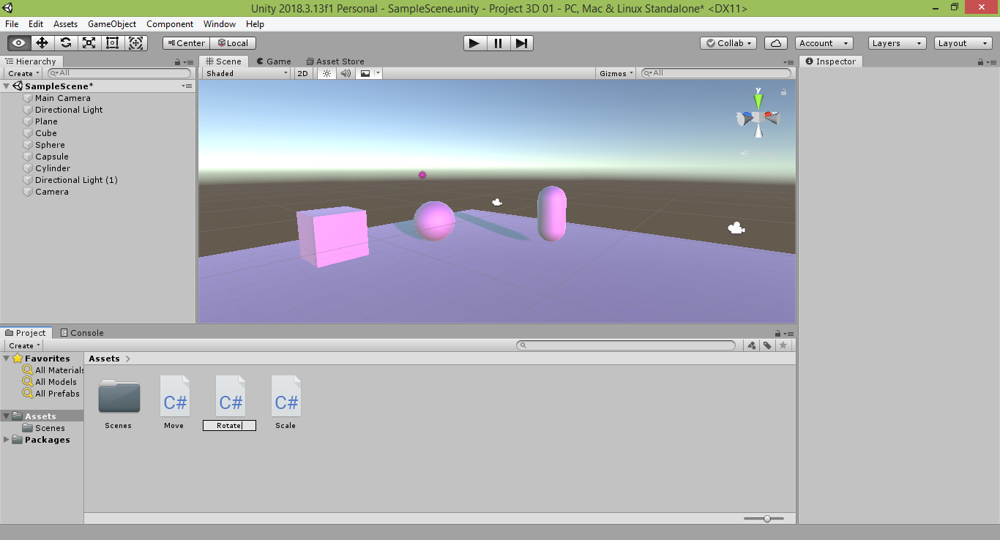 Unity 2018.3.13f1 Personal - SampleScene.unity - Project 3D 01 - PC, Mac & Linux Standalone* <DX11>
File Edit Assets GameObject Component Window Help
Center Local Collab Account Layers Layout
Hierarchy
Create All
SampleScene*
Main Camera
Directional Light
Plane
Cube
Sphere
Capsule
Cylinder
Directional Light (1)
Camera
Scene Game Asset Store
Shaded 2D Gizmos All
y
Inspector
Project Console
Create
Favorites
All Materials
All Models
All Prefabs
Assets
Scenes
Packages
Assets
C# C# C#
Scenes Move Rotate Scale